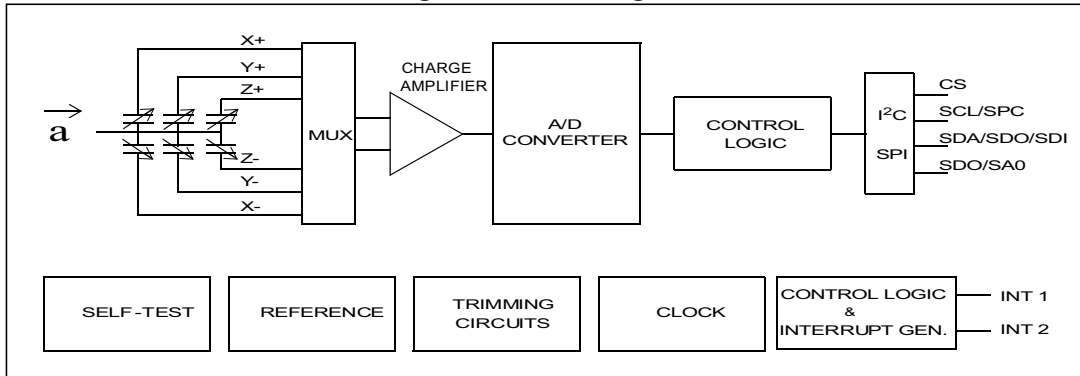 X+
Y+
Z+
CHARGE
AMPLIFIER
a
MUX
A/D
CONVERTER
CONTROL
LOGIC
I²C
SPI
CS
SCL/SPC
SDA/SDO/SDI
SDO/SA0
Z-
Y-
X-
SELF-TEST
REFERENCE
TRIMMING
CIRCUITS
CLOCK
CONTROL LOGIC
&
INTERRUPT GEN.
INT 1
INT 2